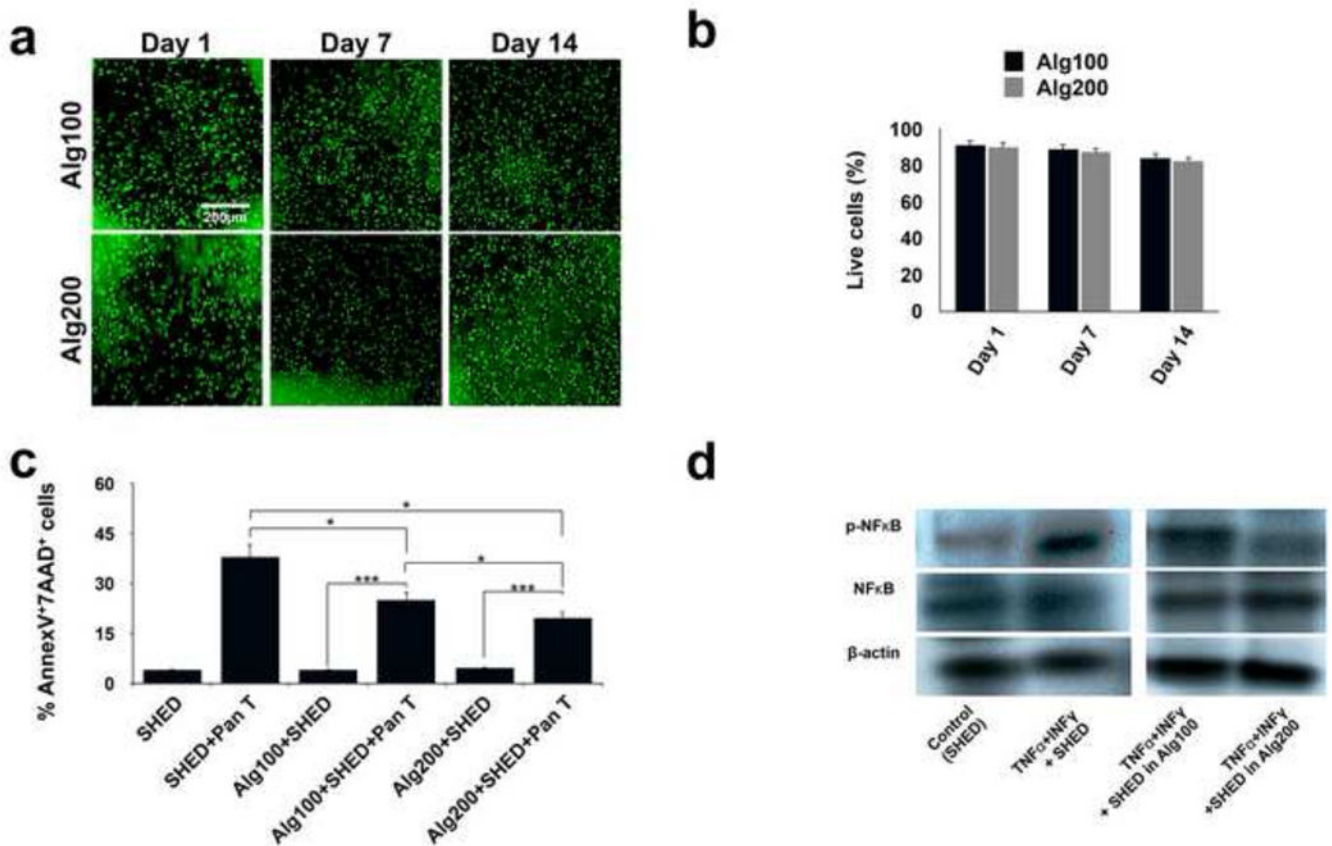 a
Day 1 Day 7 Day 14
Alg100
200µm
Alg200
b
Alg100
Alg200
Live cells (%)
100
80
60
40
20
0
Day 1
Day 7
Day 14
c
% AnnexV⁺7AAD⁺ cells
60
45
30
15
0
*
*
*
***
***
SHED
SHED+Pan T
Alg100+SHED
Alg100+SHED+Pan T
Alg200+SHED
Alg200+SHED+Pan T
d
p-NFκB
NFκB
β-actin
Control
(SHED)
TNFα+INFγ
+ SHED
TNFα+INFγ
+ SHED in Alg100
TNFα+INFγ
+SHED in Alg200